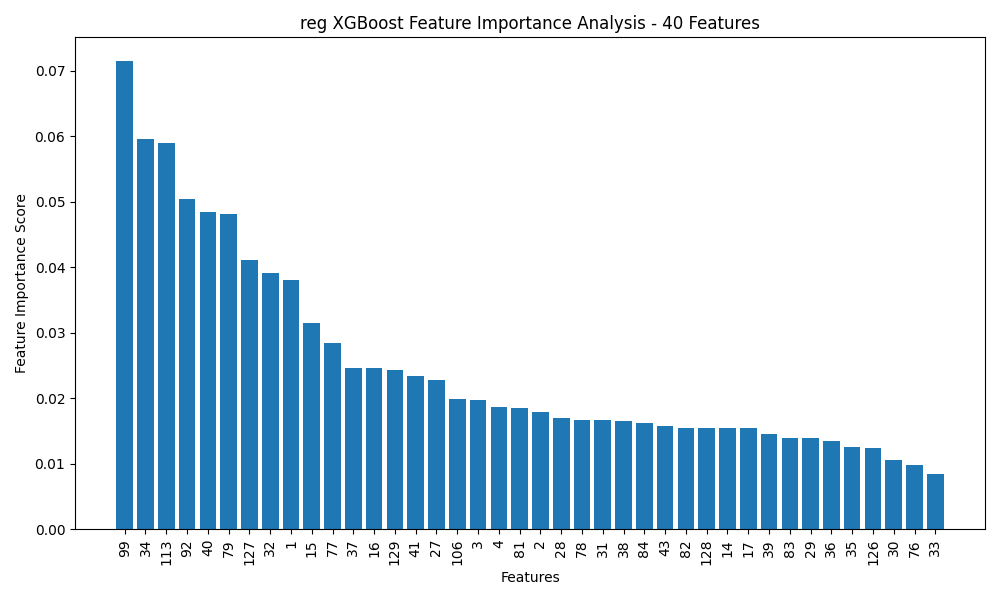 reg XGBoost Feature Importance Analysis - 40 Features
0.07
0.06
0.05
0.04
0.03
0.02
0.01
0.00
Feature Importance Score
99 34 113 92 40 79 127 32 1 15 77 37 16 129 41 27 106 3 4 81 2 28 78 31 38 84 43 82 128 14 17 39 83 29 36 35 126 30 76 33
Features